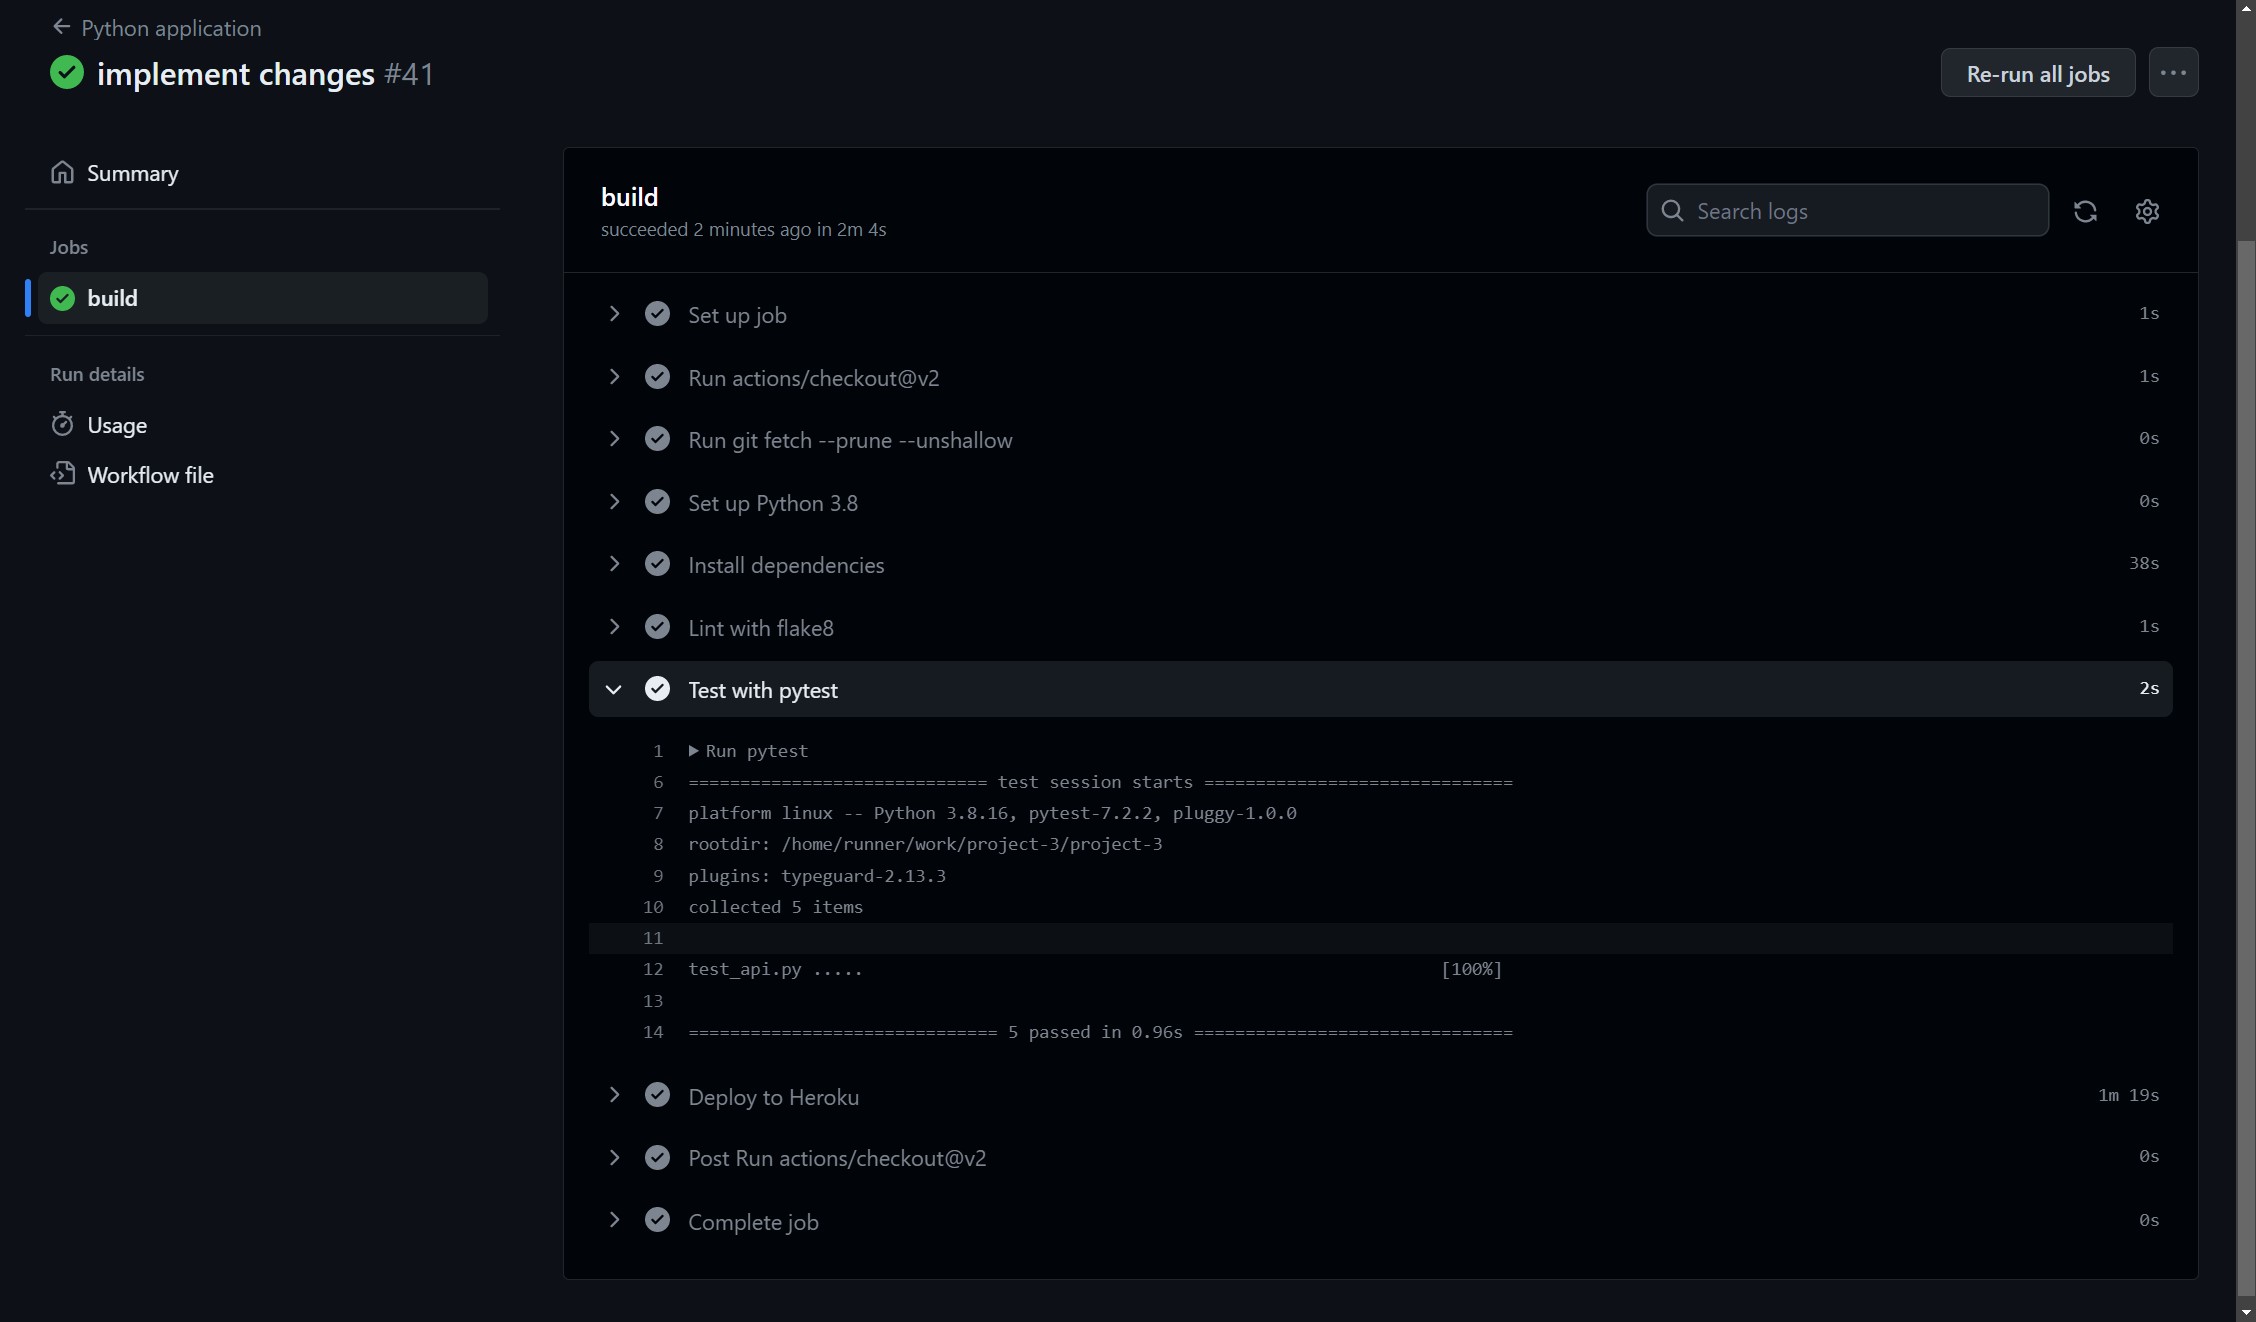 Python application
implement changes #41
Re-run all jobs
Summary
Jobs
build
Run details
Usage
Workflow file
build
succeeded 2 minutes ago in 2m 4s
Search logs
Set up job 1s
Run actions/checkout@v2 1s
Run git fetch --prune --unshallow 0s
Set up Python 3.8 0s
Install dependencies 38s
Lint with flake8 1s
Test with pytest 2s
1 Run pytest
6 ============================= test session starts ==============================
7 platform linux -- Python 3.8.16, pytest-7.2.2, pluggy-1.0.0
8 rootdir: /home/runner/work/project-3/project-3
9 plugins: typeguard-2.13.3
10 collected 5 items
11
12 test_api.py ..... [100%]
13
14 ============================== 5 passed in 0.96s ===============================
Deploy to Heroku 1m 19s
Post Run actions/checkout@v2 0s
Complete job 0s